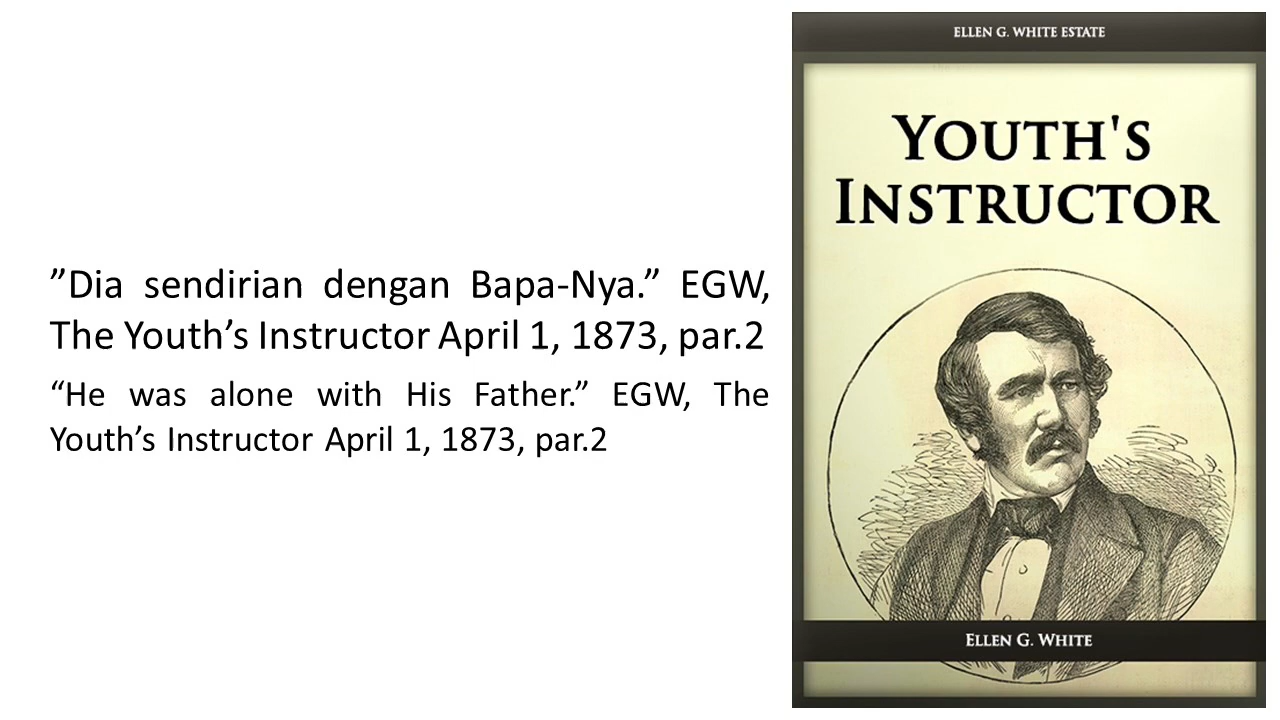 ”Dia sendirian dengan Bapa-Nya.” EGW,
The Youth’s Instructor April 1, 1873, par.2
“He was alone with His Father.” EGW, The
Youth’s Instructor April 1, 1873, par.2
ELLEN G. WHITE ESTATE
YOUTH'S
INSTRUCTOR
ELLEN G. WHITE